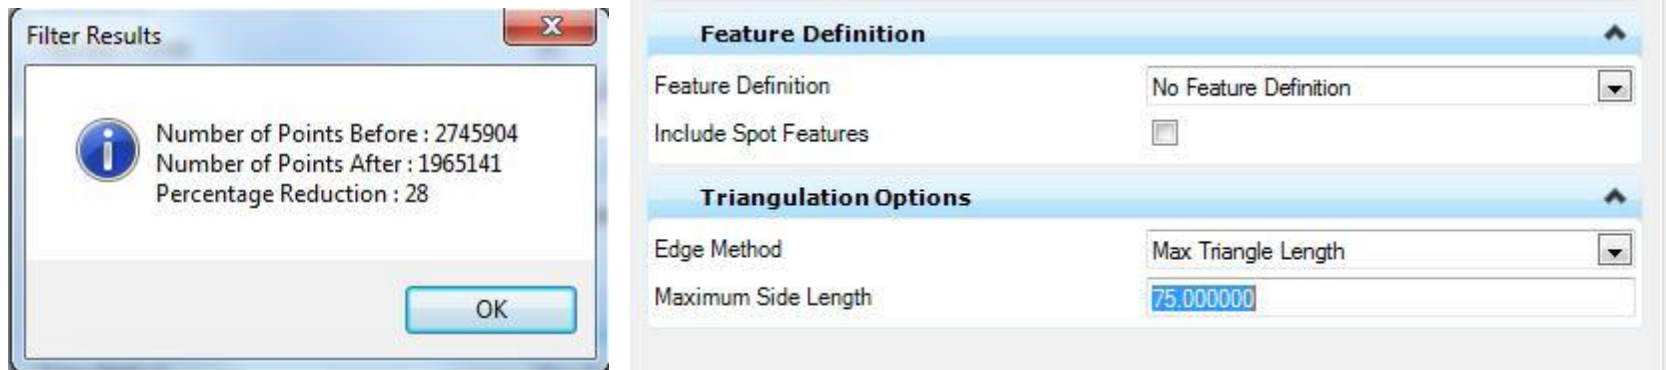 Filter Results
Number of Points Before : 2745904
Number of Points After : 1965141
Percentage Reduction : 28
OK
Feature Definition
Feature Definition No Feature Definition
Include Spot Features
Triangulation Options
Edge Method Max Triangle Length
Maximum Side Length 75.000000